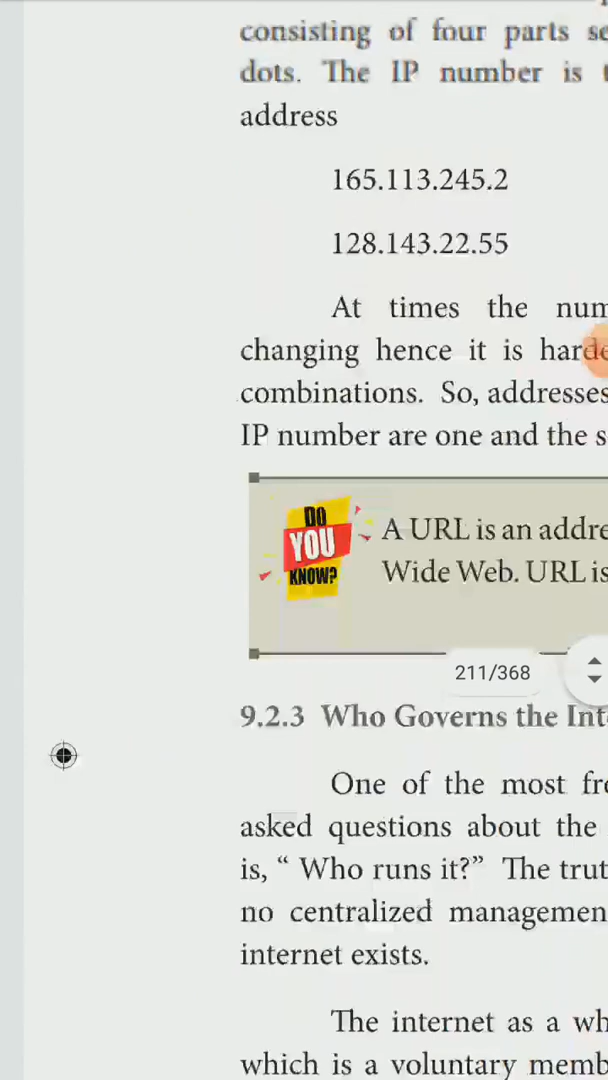 consisting of four parts se
dots. The IP number is
address
165.113.245.2
128.143.22.55
At times the num
changing hence it is harde
combinations. So, addresses
IP number are one and the s
DO
YOU
KNOW?
A URL is an addre
Wide Web. URL is
211/368
9.2.3 Who Governs the Int
One of the most fre
asked questions about the
is, “ Who runs it?” The trut
no centralized managemen
internet exists.
The internet as a wh
which is a voluntary memb